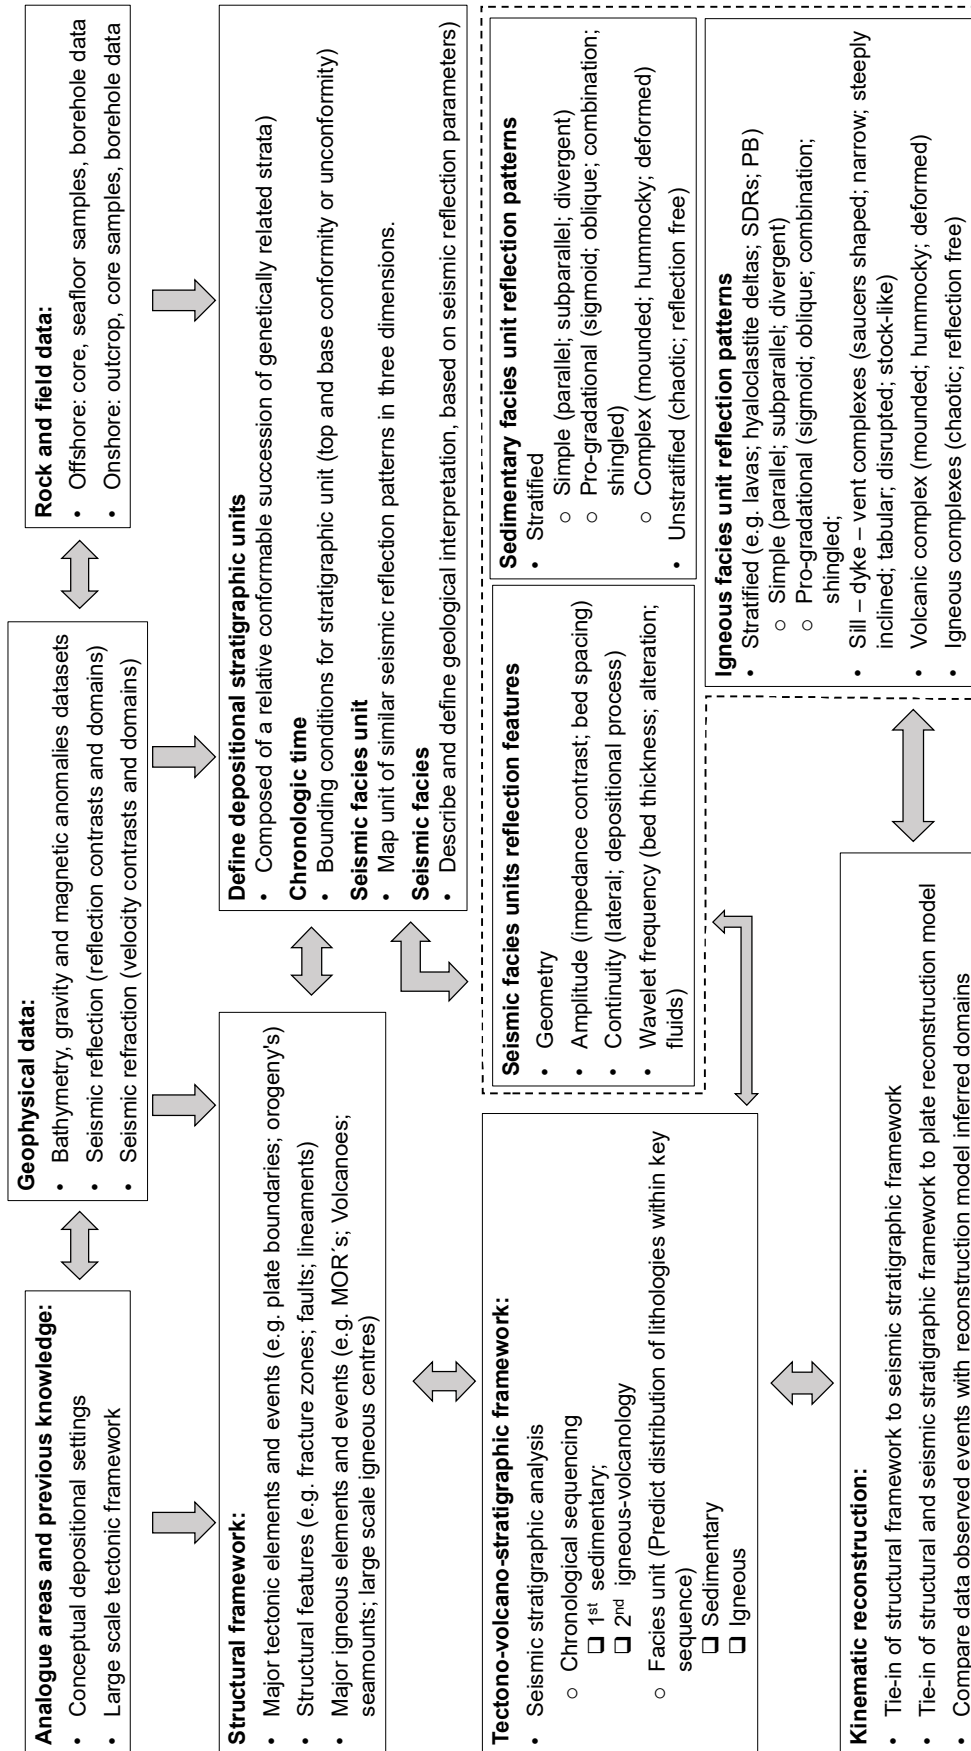 Analogue areas and previous knowledge:
• Conceptual depositional settings
• Large scale tectonic framework
Geophysical data:
• Bathymetry, gravity and magnetic anomalies datasets
• Seismic reflection (reflection contrasts and domains)
• Seismic refraction (velocity contrasts and domains)
Rock and field data:
• Offshore: core, seafloor samples, borehole data
• Onshore: outcrop, core samples, borehole data
Structural framework:
• Major tectonic elements and events (e.g. plate boundaries; orogeny's)
• Structural features (e.g. fracture zones; faults; lineaments)
• Major igneous elements and events (e.g. MOR´s; Volcanoes;
seamounts; large scale igneous centres)
Define depositional stratigraphic units
• Composed of a relative conformable succession of genetically related strata)
Chronologic time
• Bounding conditions for stratigraphic unit (top and base conformity or unconformity)
Seismic facies unit
• Map unit of similar seismic reflection patterns in three dimensions.
Seismic facies
• Describe and define geological interpretation, based on seismic reflection parameters)
Tectono-volcano-stratigraphic framework:
• Seismic stratigraphic analysis
○ Chronological sequencing
❑ 1st sedimentary;
❑ 2nd igneous-volcanology
○ Facies unit (Predict distribution of lithologies within key
sequence)
❑ Sedimentary
❑ Igneous
Seismic facies units reflection features
• Geometry
• Amplitude (impedance contrast; bed spacing)
• Continuity (lateral; depositional process)
• Wavelet frequency (bed thickness; alteration;
fluids)
Sedimentary facies unit reflection patterns
• Stratified
○ Simple (parallel; subparallel; divergent)
○ Pro-gradational (sigmoid; oblique; combination;
shingled)
○ Complex (mounded; hummocky; deformed)
• Unstratified (chaotic; reflection free)
Igneous facies unit reflection patterns
• Stratified (e.g. lavas; hyaloclastite deltas; SDRs; PB)
○ Simple (parallel; subparallel; divergent)
○ Pro-gradational (sigmoid; oblique; combination;
shingled;
• Sill – dyke – vent complexes (saucers shaped; narrow; steeply
inclined; tabular; disrupted; stock-like)
• Volcanic complex (mounded; hummocky; deformed)
• Igneous complexes (chaotic; reflection free)
Kinematic reconstruction:
• Tie-in of structural framework to seismic stratigraphic framework
• Tie-in of structural and seismic stratigraphic framework to plate reconstruction model
• Compare data observed events with reconstruction model inferred domains